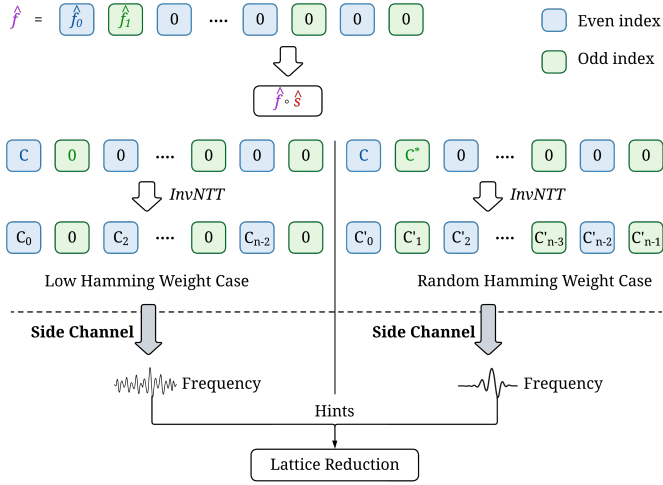 f̂ = f̂₀ f̂₁ 0 .... 0 0 0 0
Even index
Odd index
f̂ ∘ ŝ
C 0 0 .... 0 0 0
C C* 0 .... 0 0 0
InvNTT
InvNTT
C₀ 0 C₂ .... 0 Cₙ₋₂ 0
C'₀ C'₁ C'₂ .... C'ₙ₋₃ C'ₙ₋₂ C'ₙ₋₁
Low Hamming Weight Case
Random Hamming Weight Case
Side Channel
Side Channel
Frequency
Frequency
Hints
Lattice Reduction